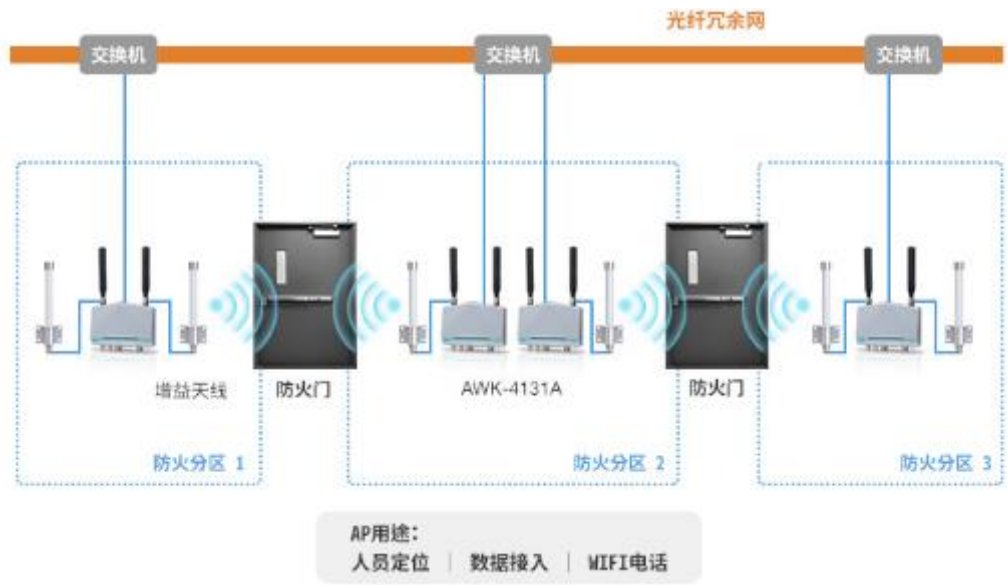 光纤冗余网
交换机
交换机
交换机
增益天线
防火门
AWK-4131A
防火门
防火分区 1
防火分区 2
防火分区 3
AP用途:
人员定位 | 数据接入 | WIFI电话